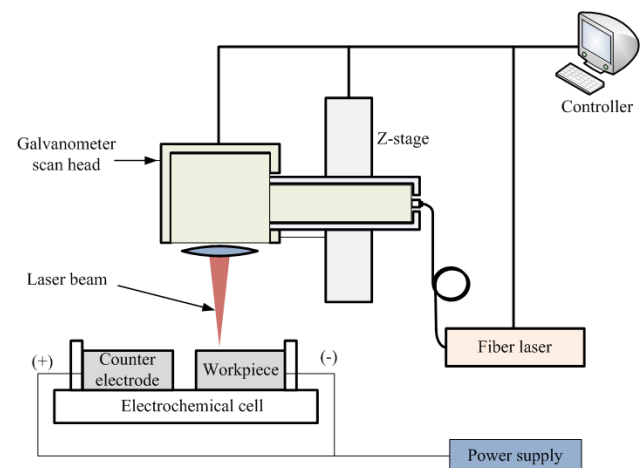 Controller
Galvanometer
scan head
Z-stage
Laser beam
Fiber laser
(+)
Counter
electrode
Workpiece
(-)
Electrochemical cell
Power supply